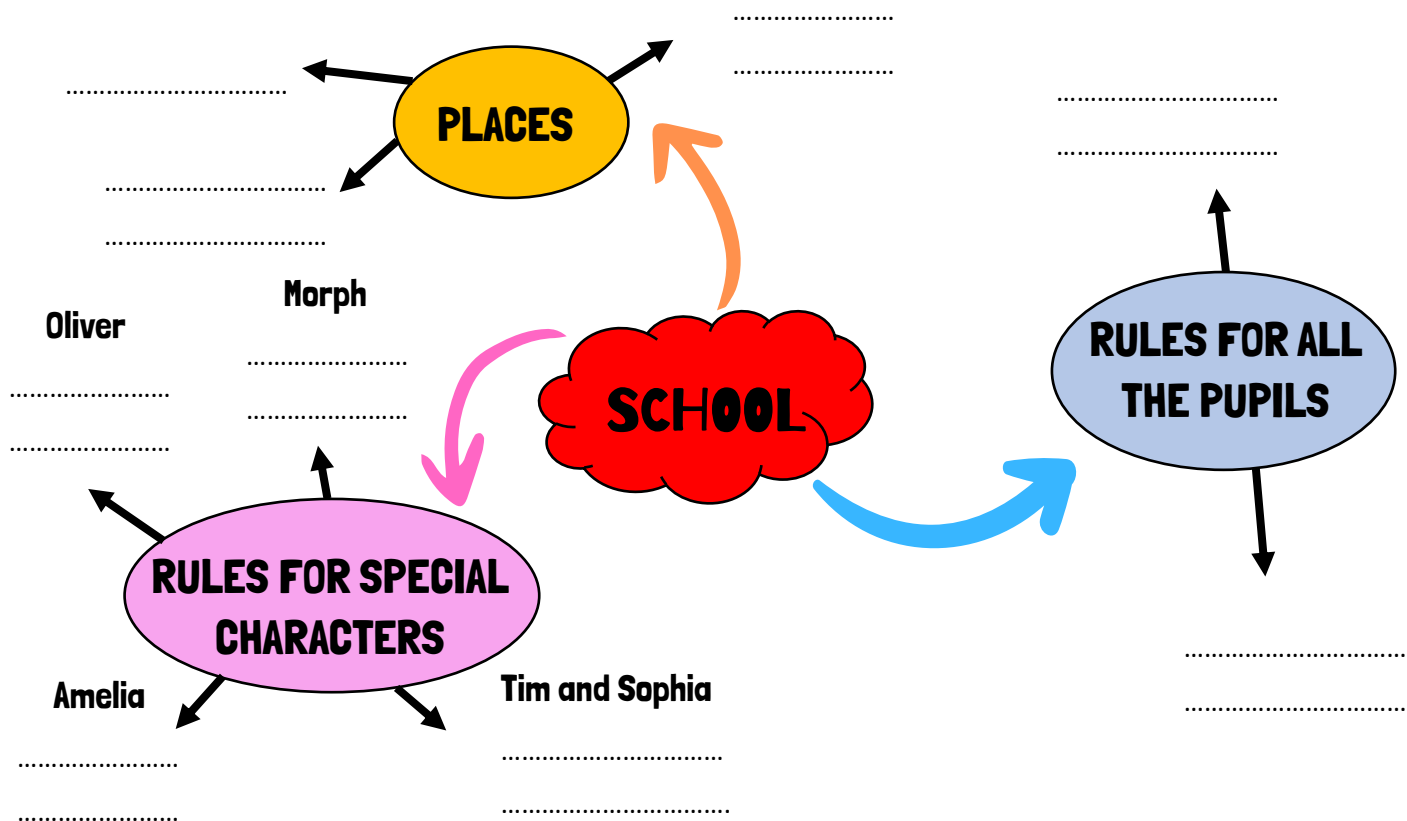 ……………………
……………………
……………………………
PLACES
……………………………
……………………………
……………………………
……………………………
Morph
Oliver
……………………
……………………
……………………
……………………
SCHOOL
RULES FOR ALL
THE PUPILS
RULES FOR SPECIAL
CHARACTERS
Amelia
Tim and Sophia
……………………
……………………
……………………………
…………………………….
……………………………
……………………………